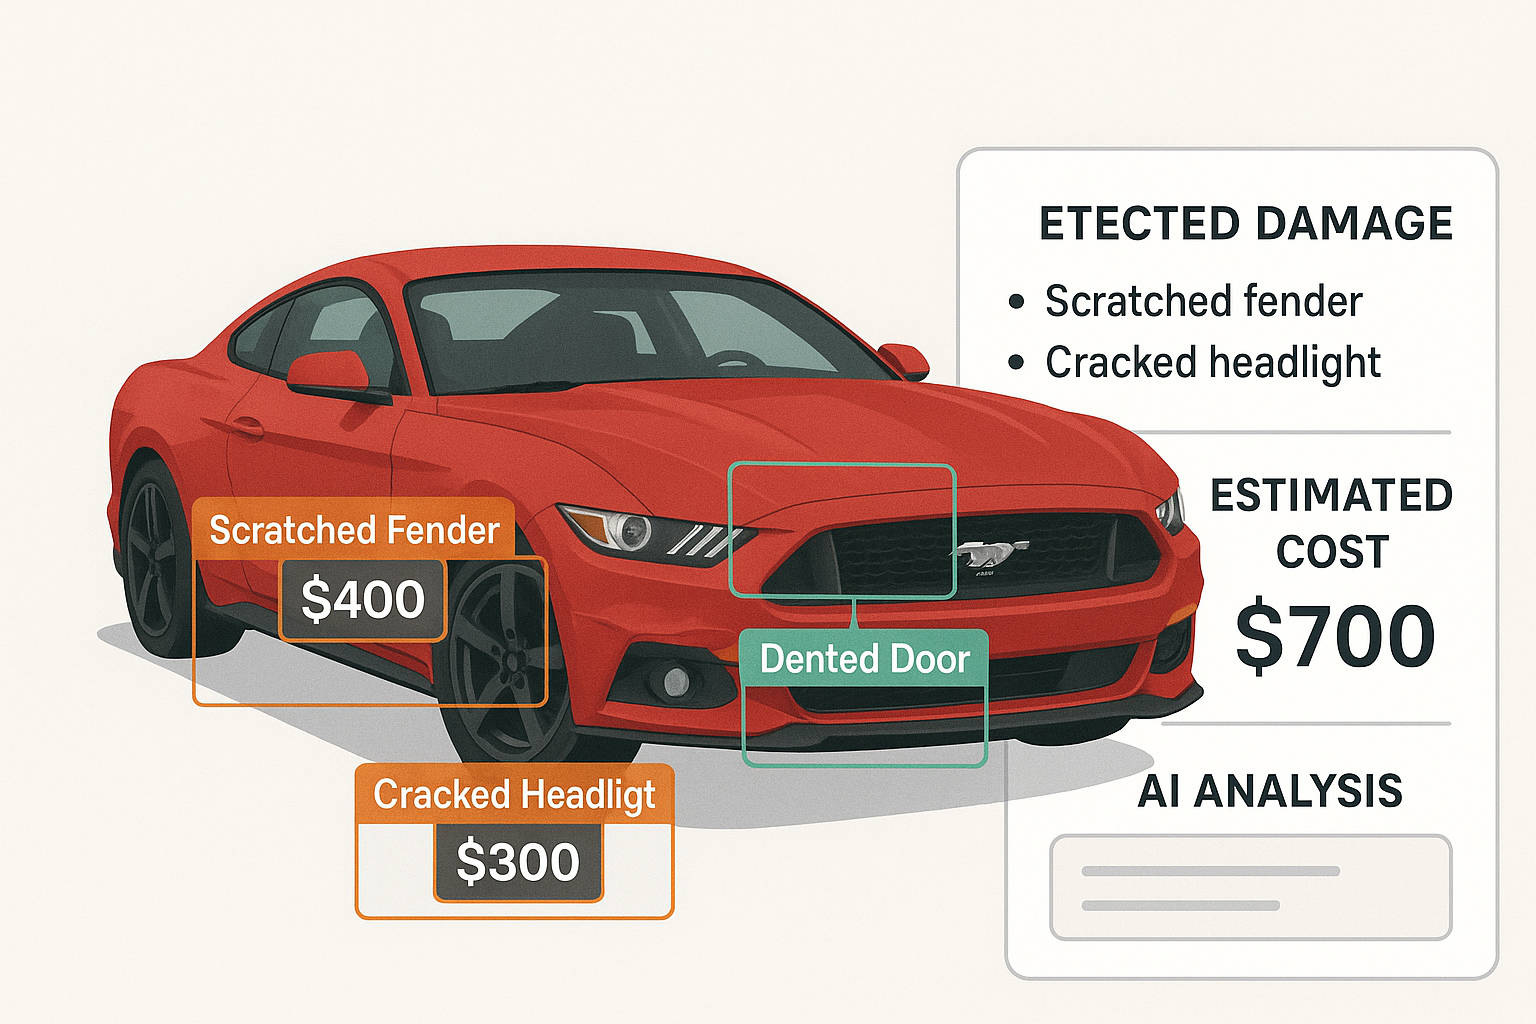 ETECTED DAMAGE
• Scratched fender
• Cracked headlight
ESTIMATED
COST
$700
AI ANALYSIS
Scratched Fender
$400
Dented Door
Cracked Headligt
$300